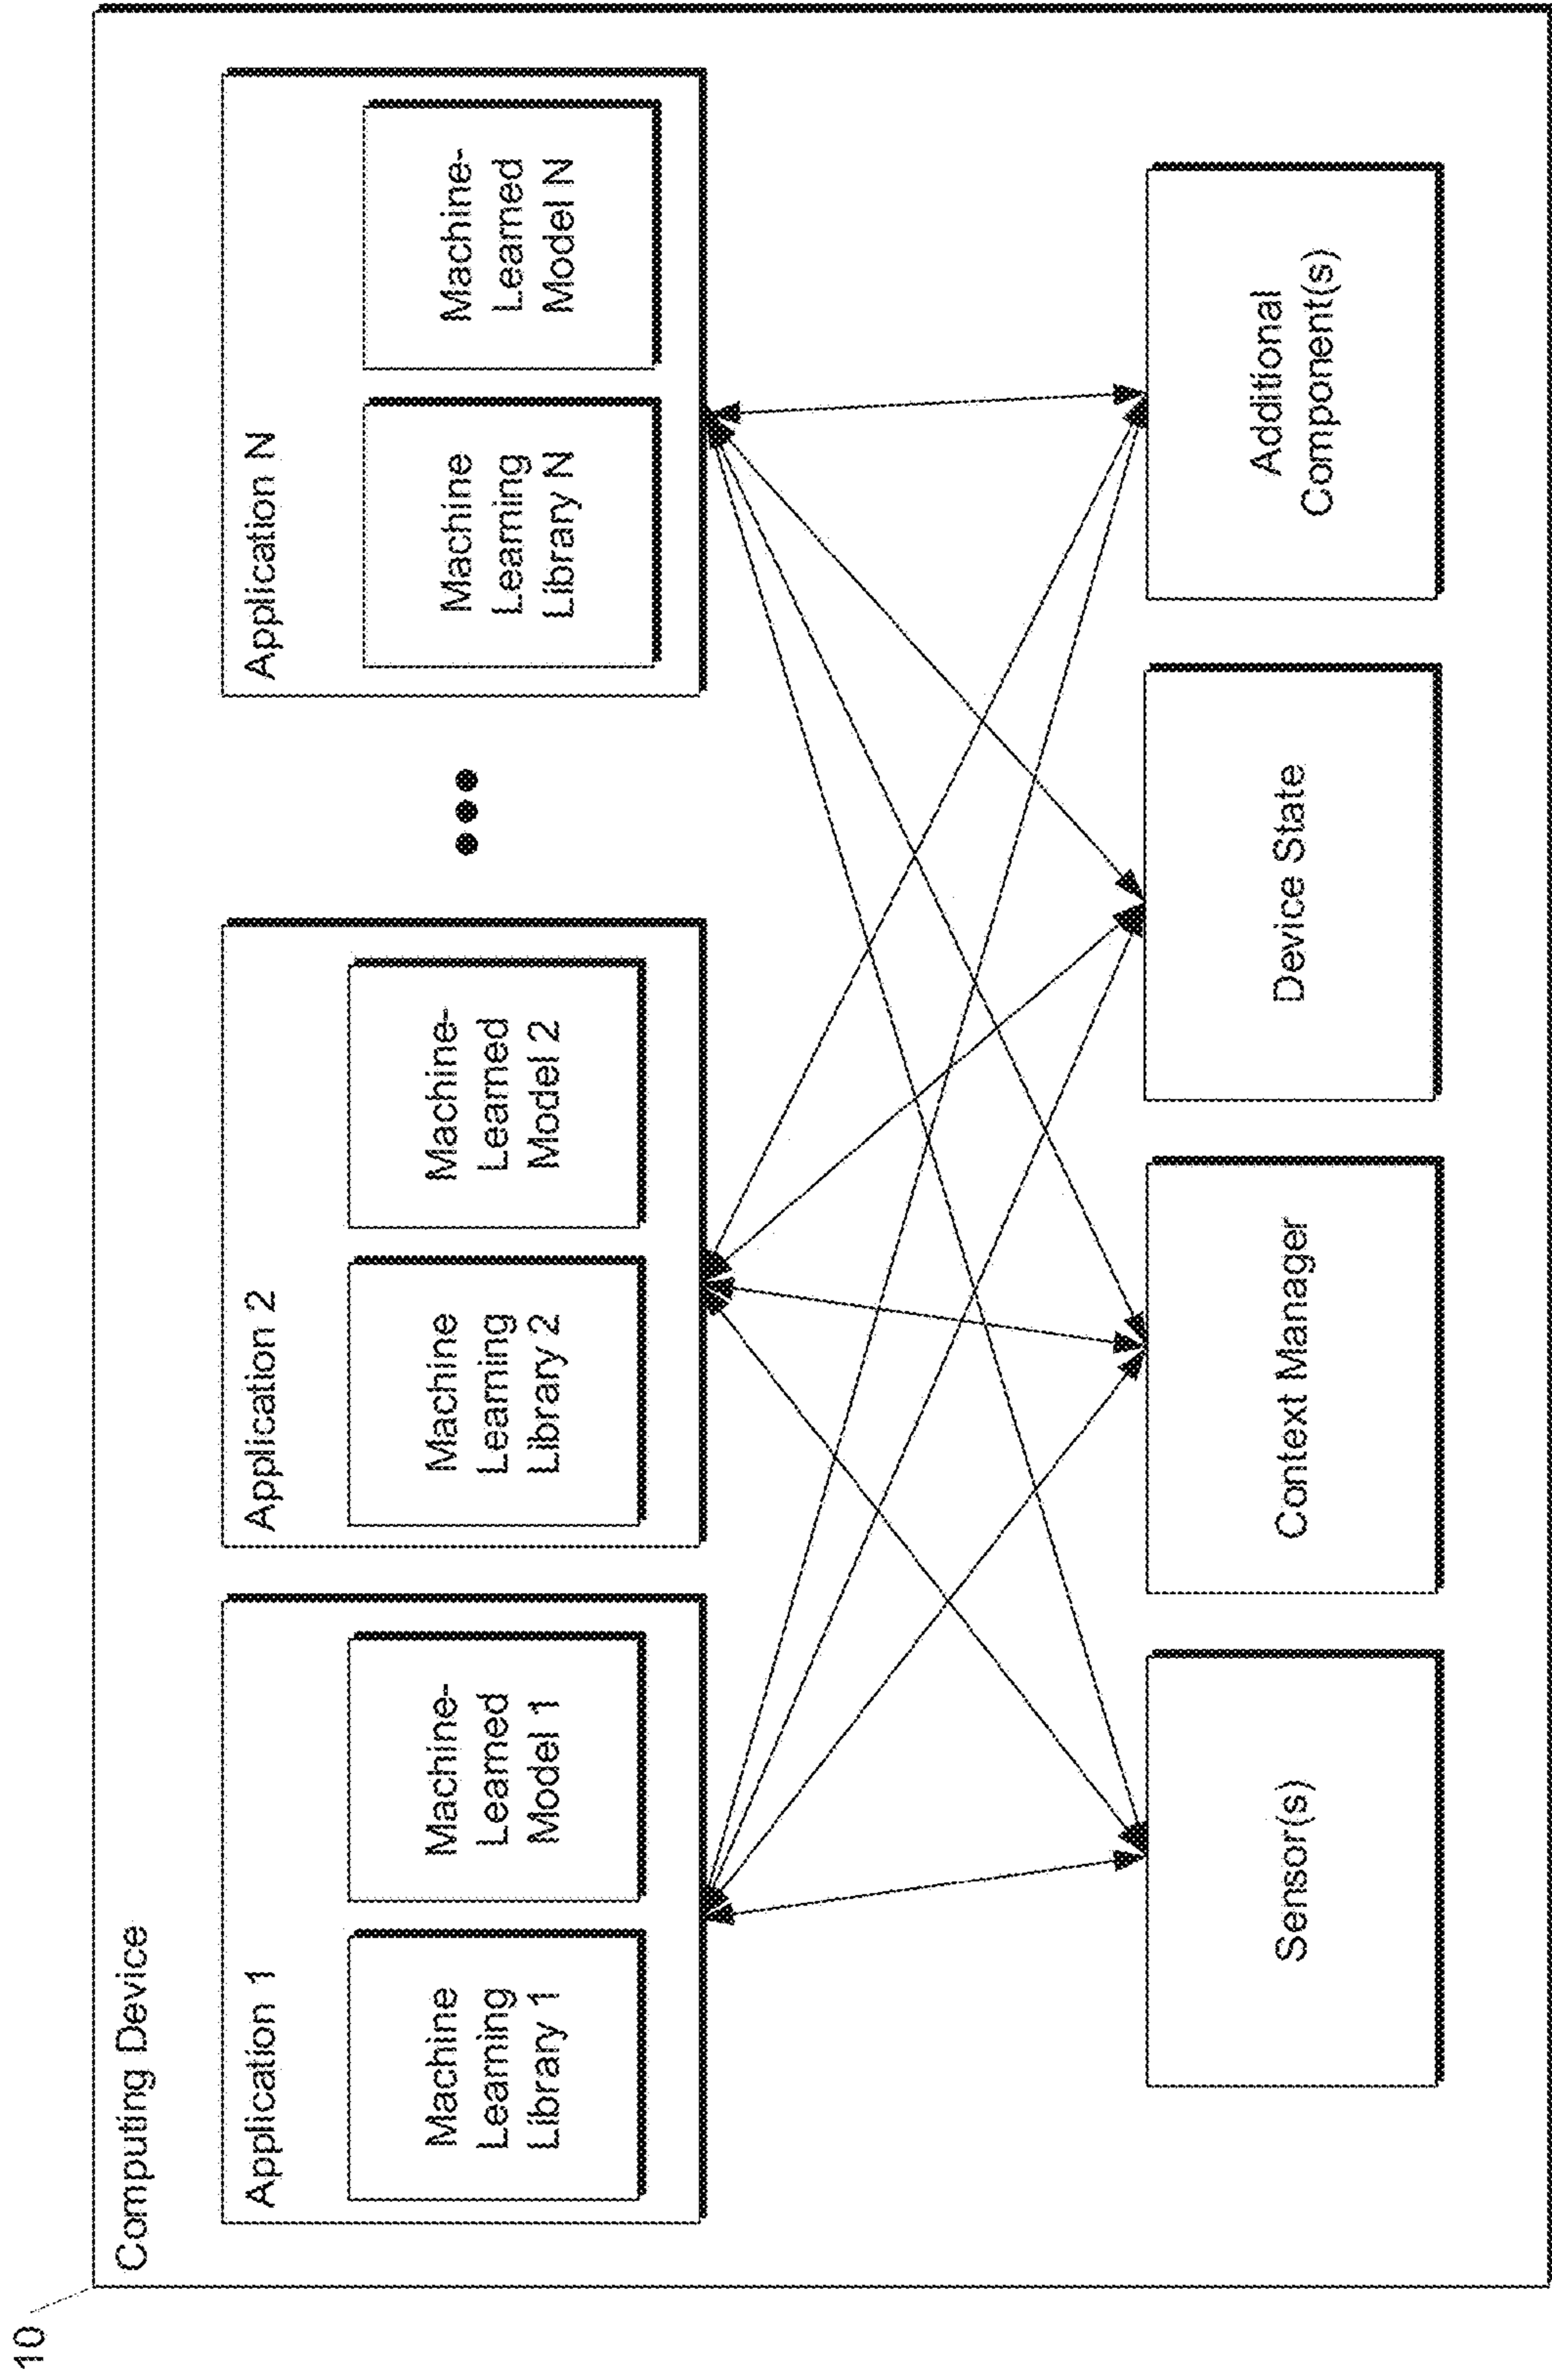 10
Computing Device
Application 1
Machine
Learning
Library 1
Machine-
Learned
Model 1
Application 2
Machine
Learning
Library 2
Machine-
Learned
Model 2
Application N
Machine
Learning
Library N
Machine-
Learned
Model N
Sensor(s)
Context Manager
Device State
Additional
Component(s)